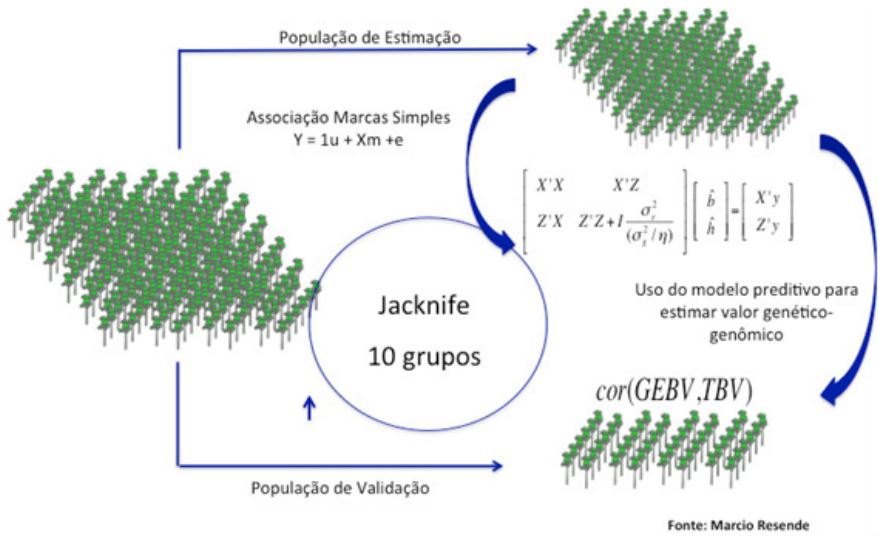 População de Estimação
Associação Marcas Simples
Y = 1u + Xm +e
X'X X'Z
Z'X Z'Z+I σ²ₑ/(σ²ₜ/η)
[b̂ ĥ] = [X'y Z'y]
Uso do modelo preditivo para
estimar valor genético-
genômico
Jacknife
10 grupos
cor(GEBV,TBV)
População de Validação
Fonte: Marcio Resende